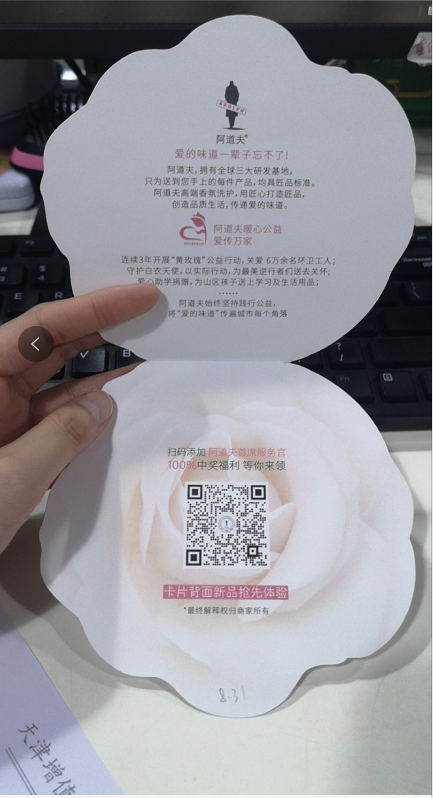 ADOLPH
阿道夫®
爱的味道一辈子忘不了!
阿道夫,拥有全球三大研发基地,
只为送到您手上的每件产品,均具匠品标准。
阿道夫高端香氛洗护,用匠心打造匠品,
创造品质生活,传递爱的味道。
阿道夫暖心公益
爱传万家
连续3年开展“黄玫瑰”公益行动,关爱 6万余名环卫工人;
守护白衣天使,以实际行动,为最美逆行者们送去关怀;
爱心助学捐赠,为山区孩子送上学习及生活用品;
......
阿道夫始终坚持践行公益,
将“爱的味道”传遍城市每个角落
扫码添加 阿道夫首席服务官
100%中奖福利 等你来领
卡片背面新品抢先体验
*最终解释权归商家所有
8.31
天津增值